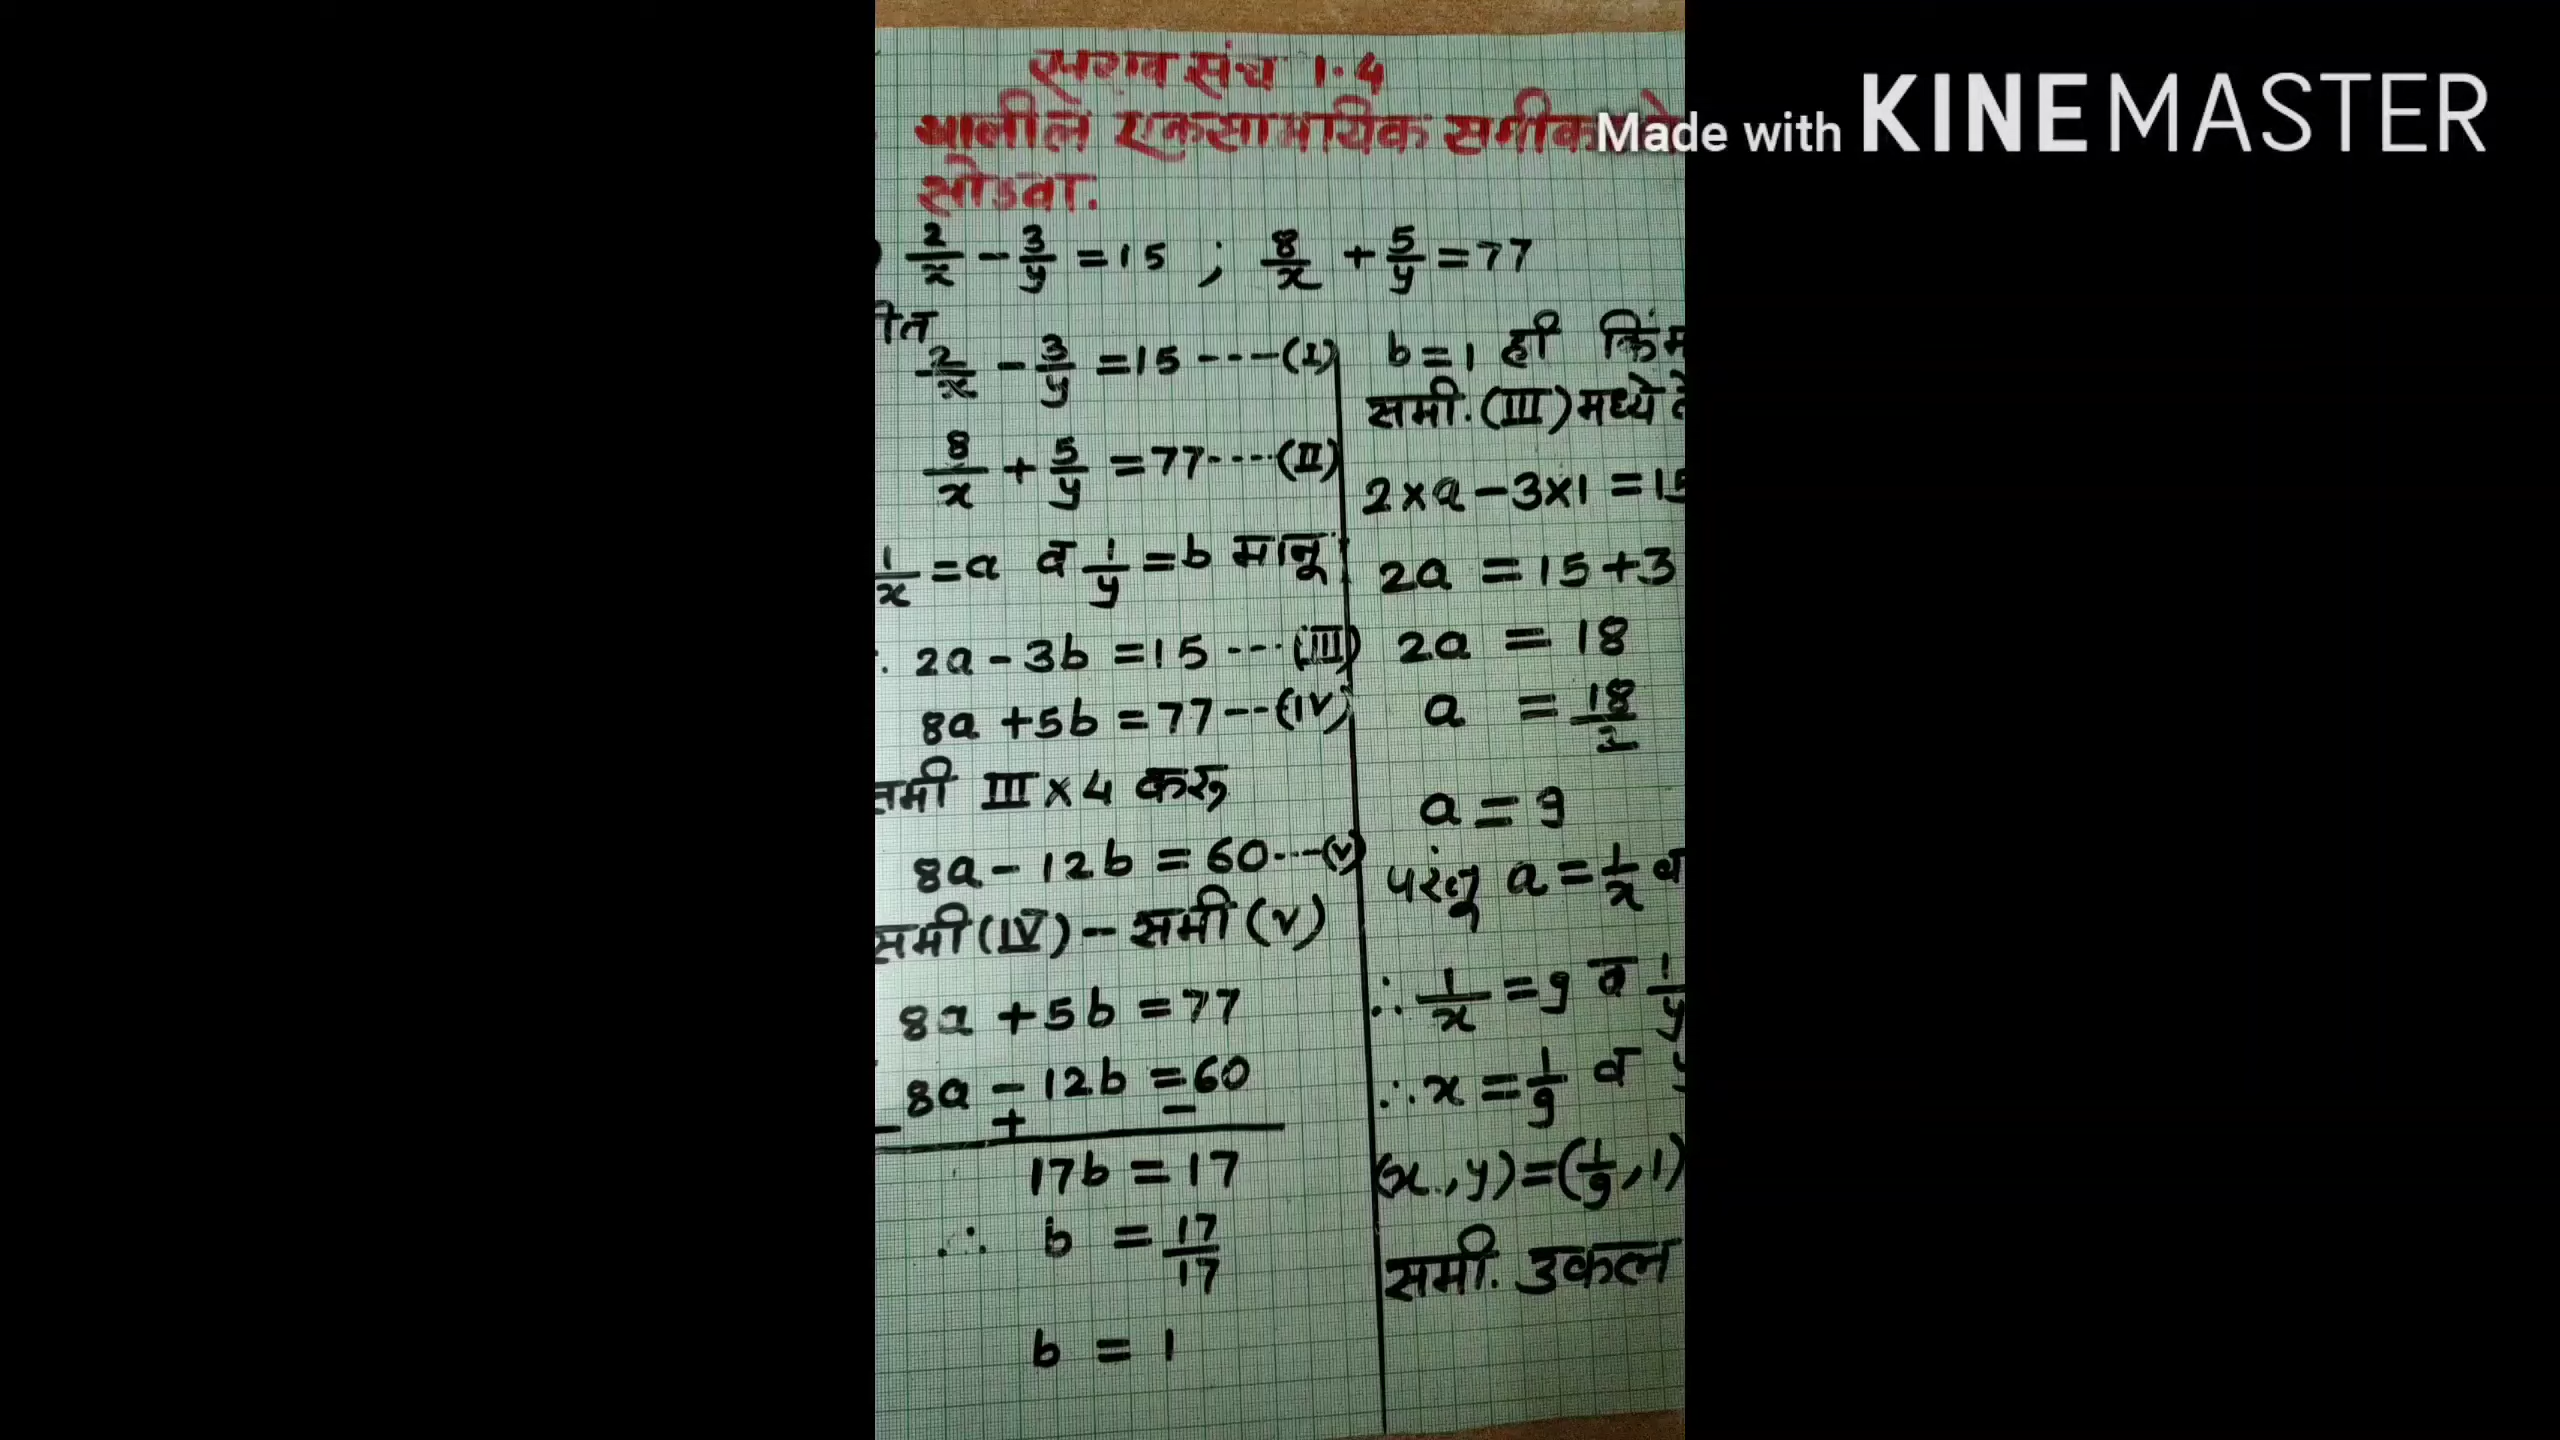 सराव संच 1.4
खालील एकसामयिक
सोडवा.
2/x - 3/y = 15 ; 8/x + 5/y = 77
2/x - 3/y = 15 ----(I)
8/x + 5/y = 77 ----(II)
1/x = a व 1/y = b मानू
2a - 3b = 15 ---(III)
8a + 5b = 77 --(IV)
समी III × 4 करू
8a - 12b = 60 ---(V)
समी (IV) - समी (V)
8a + 5b = 77
8a - 12b = 60
- + -
17b = 17
∴ b = 17/17
b = 1
b = 1 ही
समी. (III) मध्ये
2 × a - 3 × 1 = 15
2a = 15 + 3
2a = 18
a = 18/2
a = 9
परंतू a = 1/x व
∴ 1/x = 9 व 1/y
∴ x = 1/9 व
(x, y) = (1/9, 1)
समी. उकल
Made with KINEMASTER